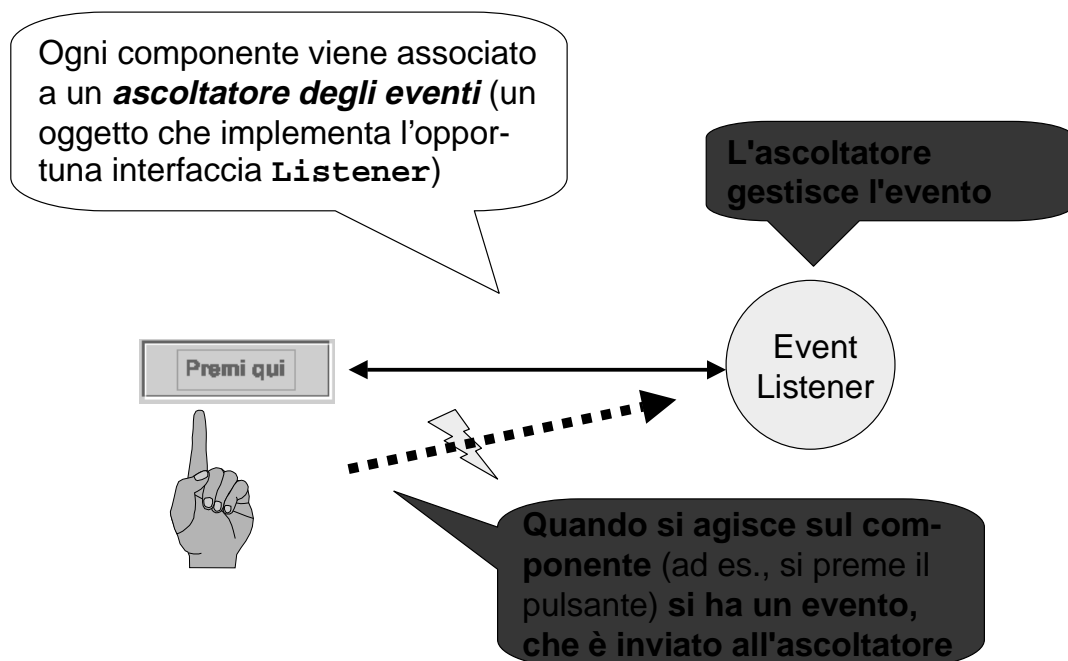 Ogni componente viene associato
a un ascoltatore degli eventi (un
oggetto che implementa l'oppor-
tuna interfaccia Listener)
L'ascoltatore
gestisce l'evento
Premi qui
Event
Listener
Quando si agisce sul com-
ponente (ad es., si preme il
pulsante) si ha un evento,
che è inviato all'ascoltatore